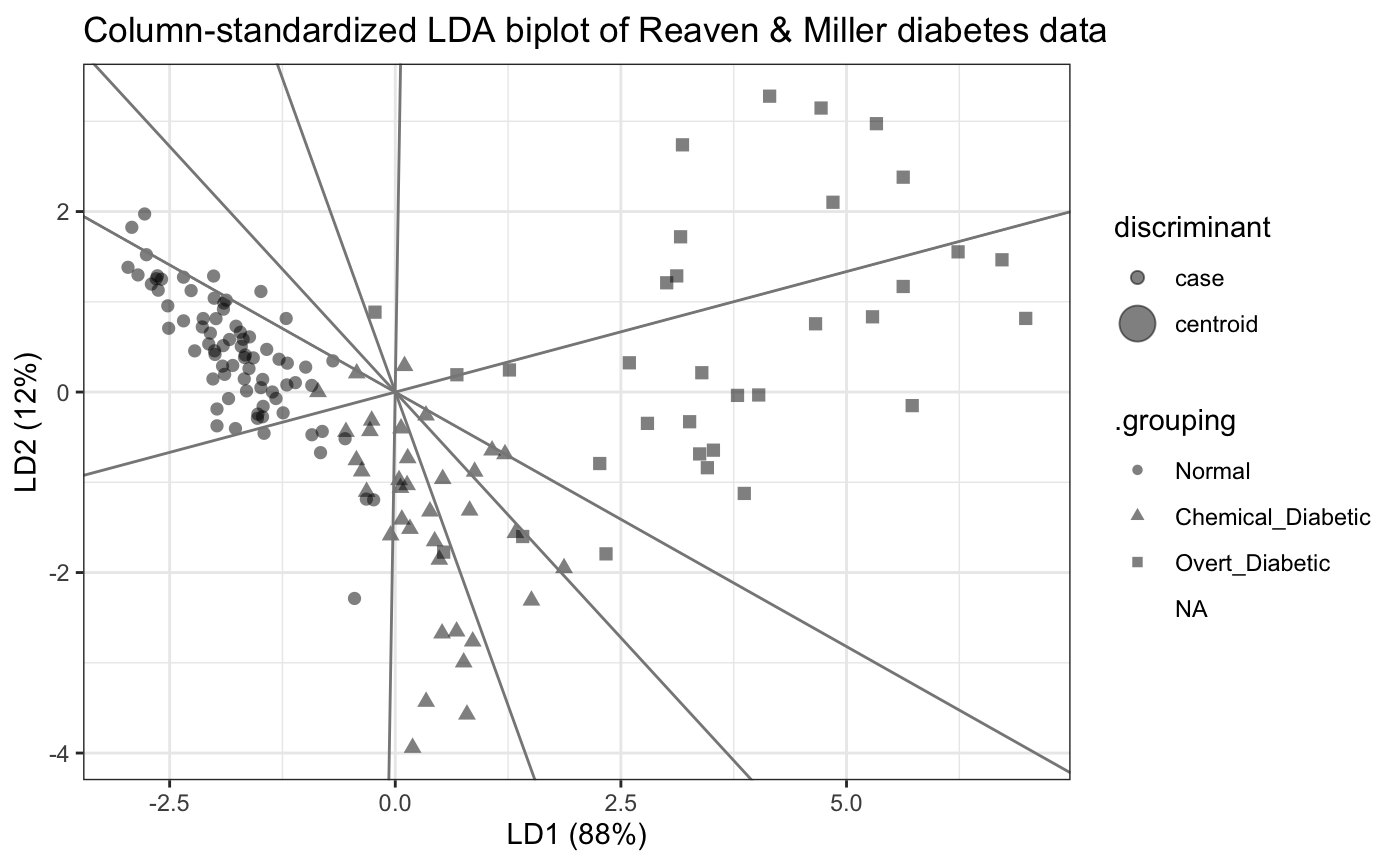 Column-standardized LDA biplot of Reaven & Miller diabetes data
2
0
-2
-4
LD2 (12%)
-2.5
0.0
2.5
5.0
LD1 (88%)
discriminant
case
centroid
.grouping
Normal
Chemical_Diabetic
Overt_Diabetic
NA